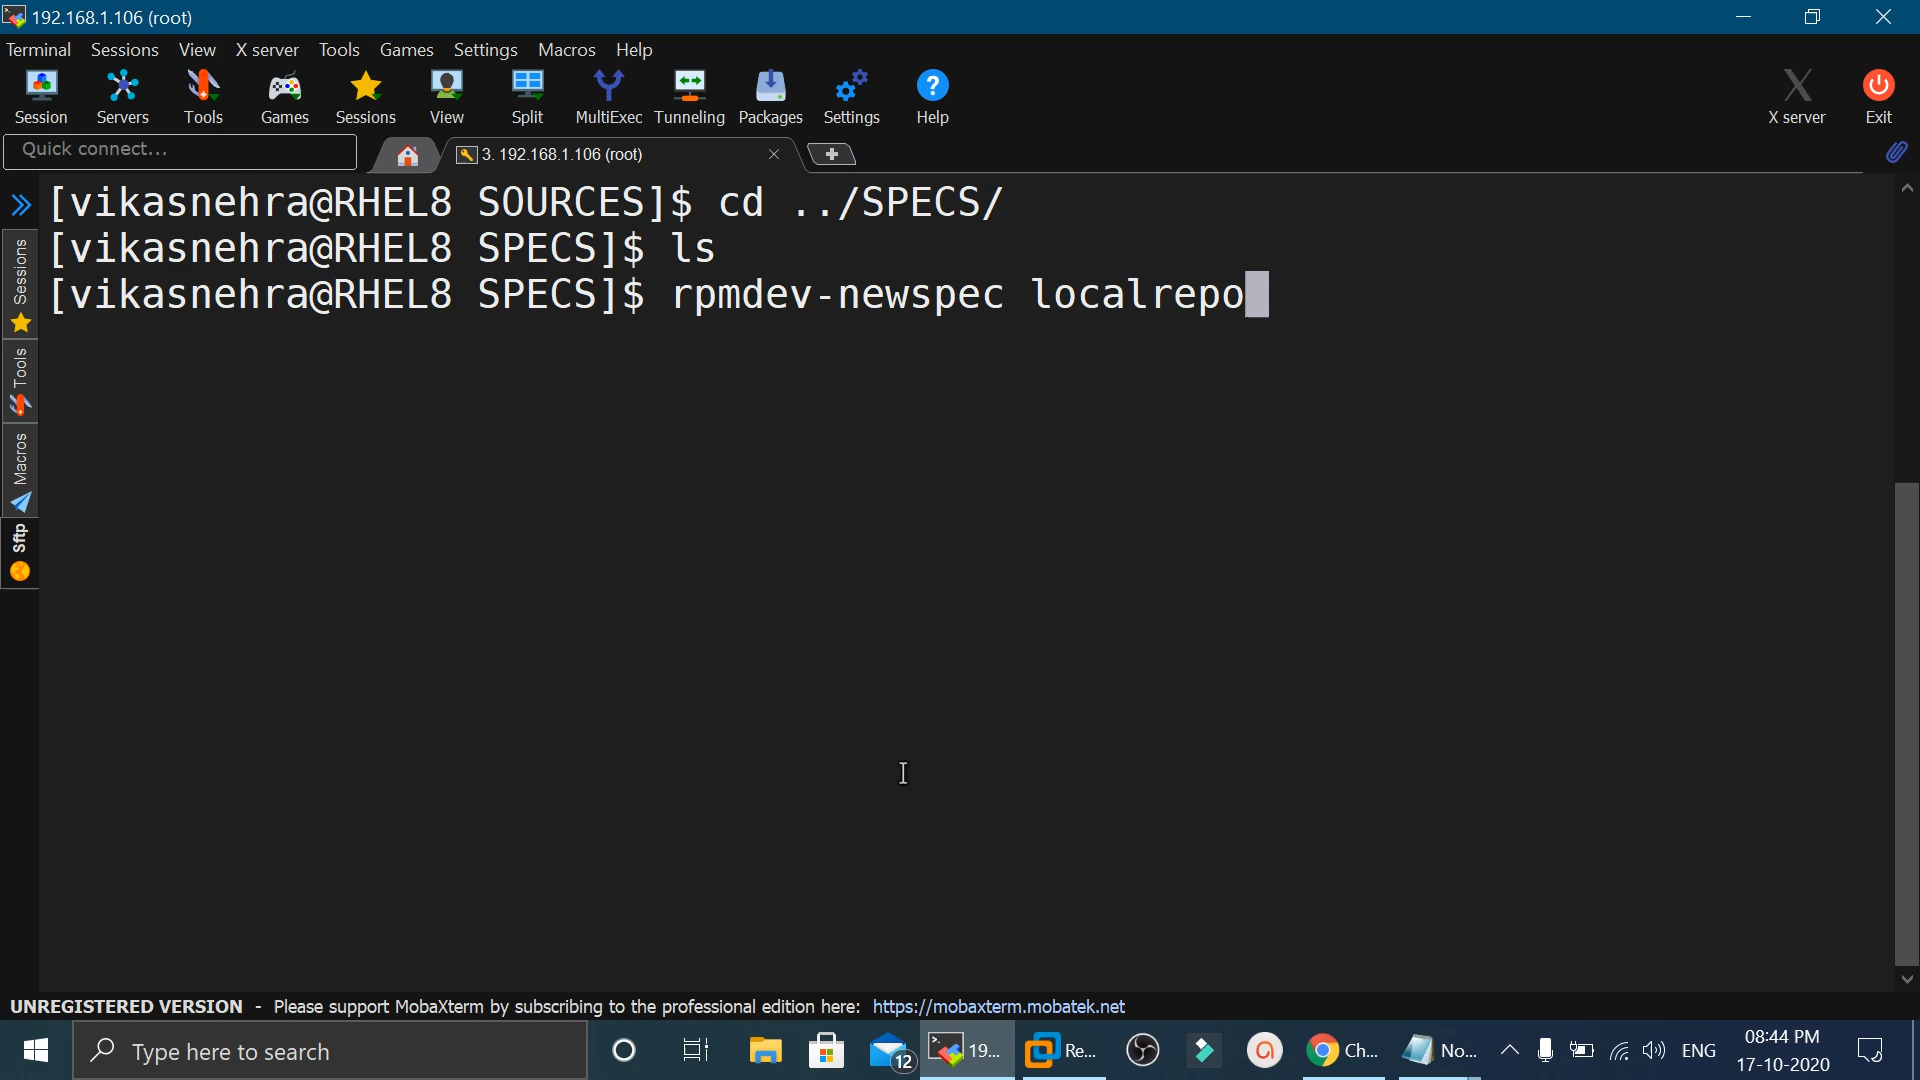 192.168.1.106 (root)
Terminal Sessions View X server Tools Games Settings Macros Help
Session Servers Tools Games Sessions View Split MultiExec Tunneling Packages Settings Help X server Exit
Quick connect... 3. 192.168.1.106 (root)
[vikasnehra@RHEL8 SOURCES]$ cd ../SPECS/
[vikasnehra@RHEL8 SPECS]$ ls
[vikasnehra@RHEL8 SPECS]$ rpmdev-newspec localrepo
Sessions
Tools
Macros
Sftp
UNREGISTERED VERSION - Please support MobaXterm by subscribing to the professional edition here: https://mobaxterm.mobatek.net
Type here to search 12 19... Re... Ch... No... ENG 08:44 PM
17-10-2020